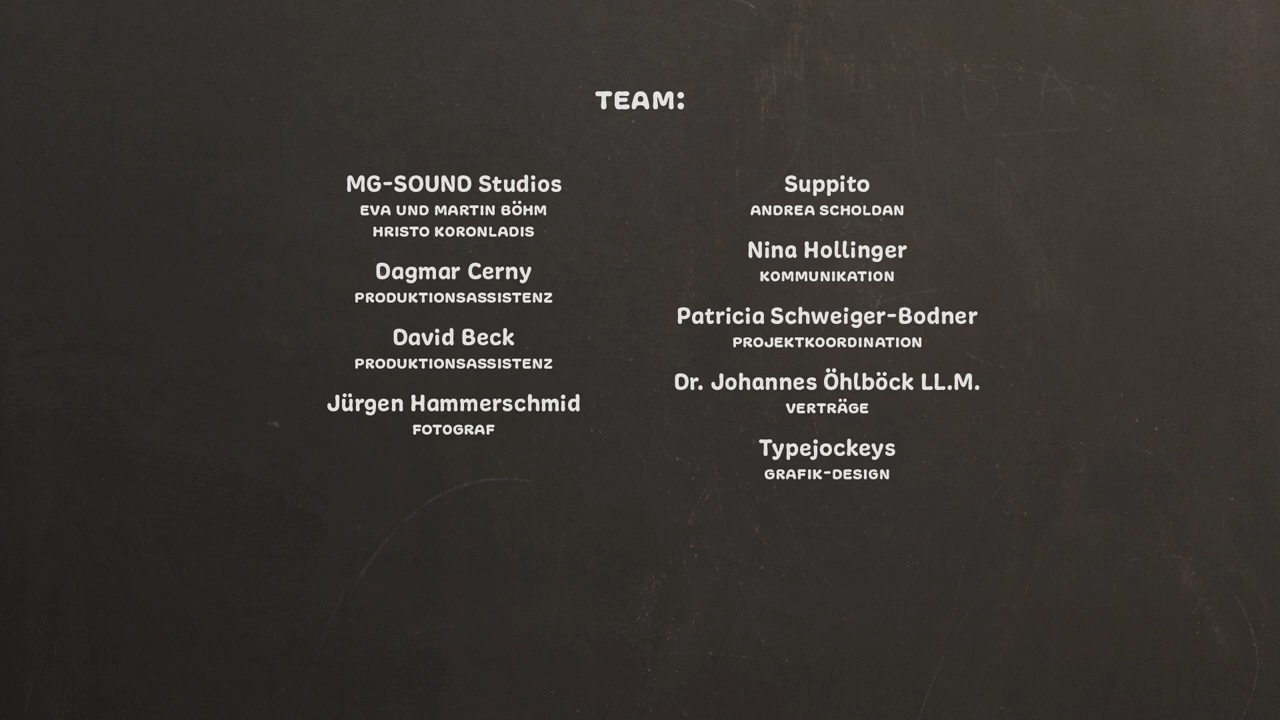 TEAM:
MG-SOUND Studios
EVA UND MARTIN BÖHM
HRISTO KORONLADIS
Dagmar Cerny
PRODUKTIONSASSISTENZ
David Beck
PRODUKTIONSASSISTENZ
Jürgen Hammerschmid
FOTOGRAF
Suppito
ANDREA SCHOLDAN
Nina Hollinger
KOMMUNIKATION
Patricia Schweiger-Bodner
PROJEKTKOORDINATION
Dr. Johannes Öhlböck LL.M.
VERTRÄGE
Typejockeys
GRAFIK-DESIGN